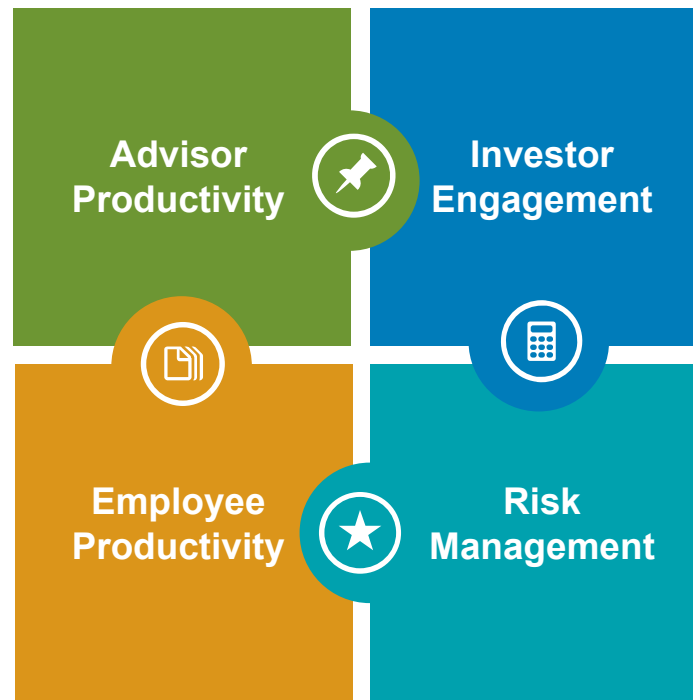 Advisor
Productivity
Investor
Engagement
Employee
Productivity
Risk
Management